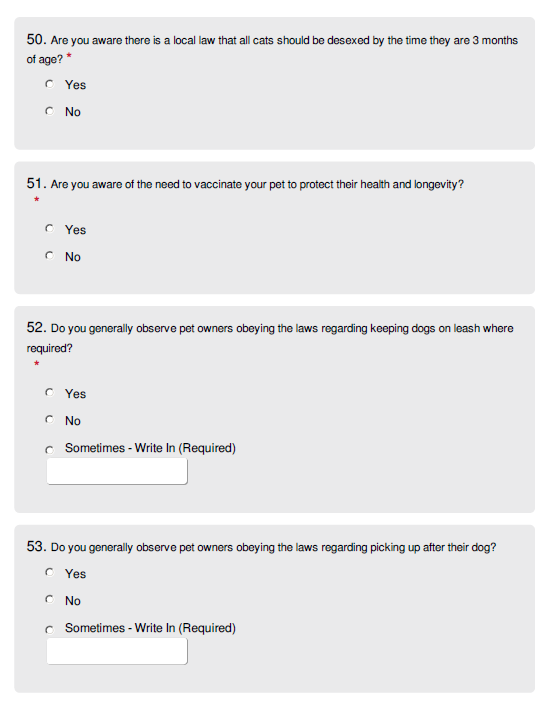 50. Are you aware there is a local law that all cats should be desexed by the time they are 3 months
of age? *
Yes
No
51. Are you aware of the need to vaccinate your pet to protect their health and longevity?
*
Yes
No
52. Do you generally observe pet owners obeying the laws regarding keeping dogs on leash where
required?
*
Yes
No
Sometimes - Write In (Required)
53. Do you generally observe pet owners obeying the laws regarding picking up after their dog?
Yes
No
Sometimes - Write In (Required)